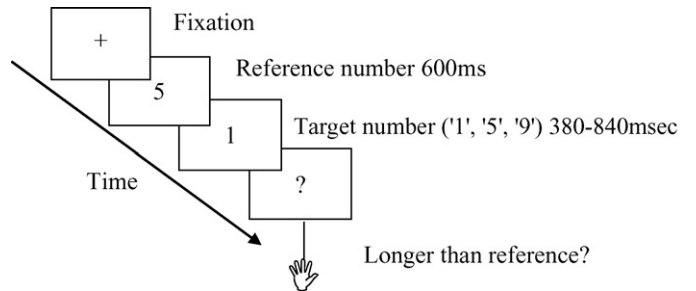 +
Fixation
5
Reference number 600ms
1
Target number ('1', '5', '9') 380-840msec
?
Time
Longer than reference?